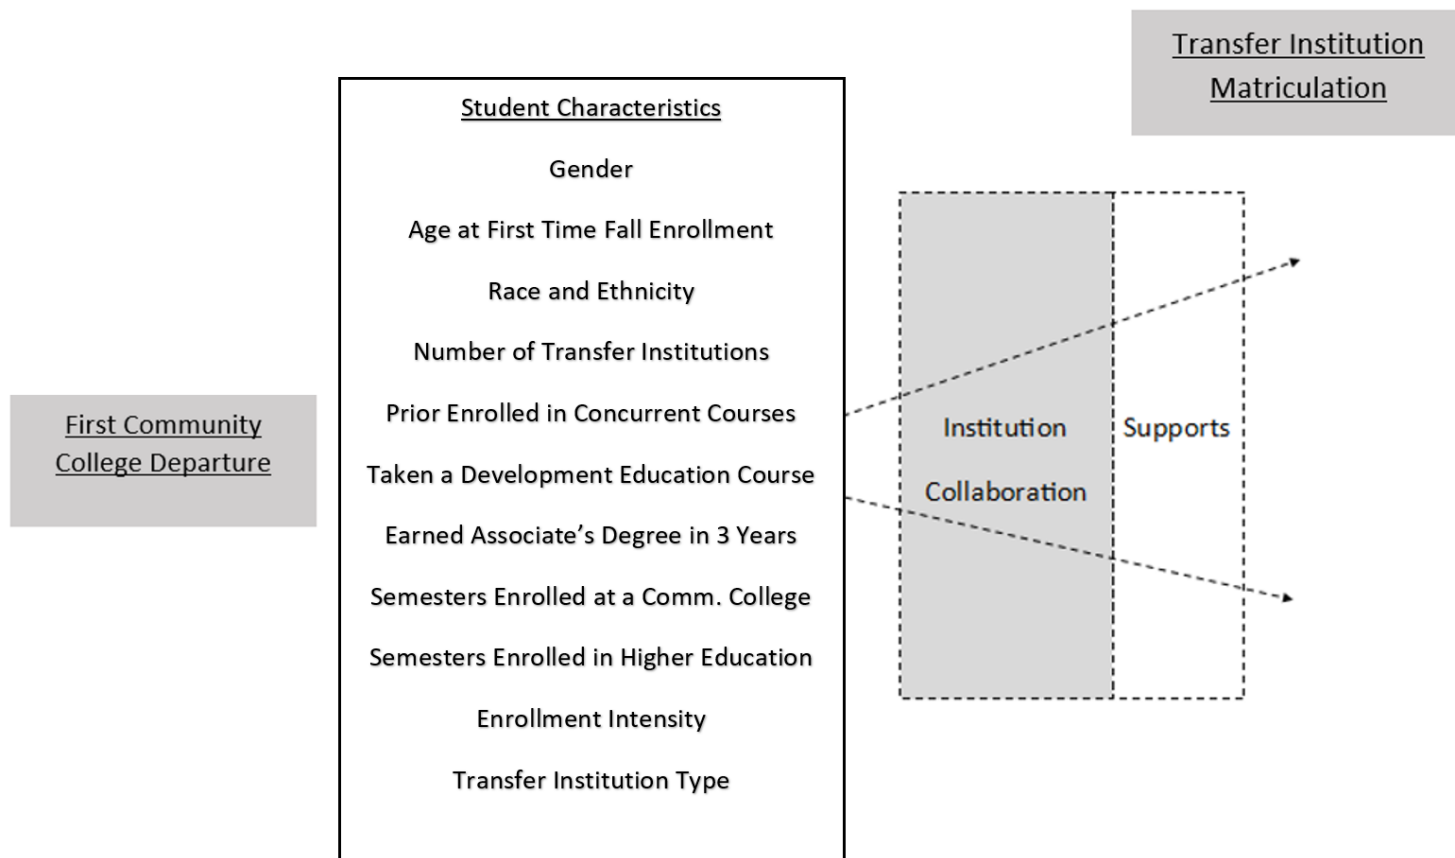 Transfer Institution
Matriculation
Student Characteristics
Gender
Age at First Time Fall Enrollment
Race and Ethnicity
Number of Transfer Institutions
Prior Enrolled in Concurrent Courses
Taken a Development Education Course
Earned Associate’s Degree in 3 Years
Semesters Enrolled at a Comm. College
Semesters Enrolled in Higher Education
Enrollment Intensity
Transfer Institution Type
First Community
College Departure
Institution
Collaboration
Supports